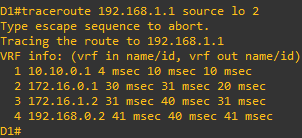 D1#traceroute 192.168.1.1 source lo 2
Type escape sequence to abort.
Tracing the route to 192.168.1.1
VRF info: (vrf in name/id, vrf out name/id)
1 10.10.0.1 4 msec 10 msec 10 msec
2 172.16.0.1 30 msec 31 msec 20 msec
3 172.16.1.2 31 msec 40 msec 31 msec
4 192.168.0.2 41 msec 40 msec 41 msec
D1#